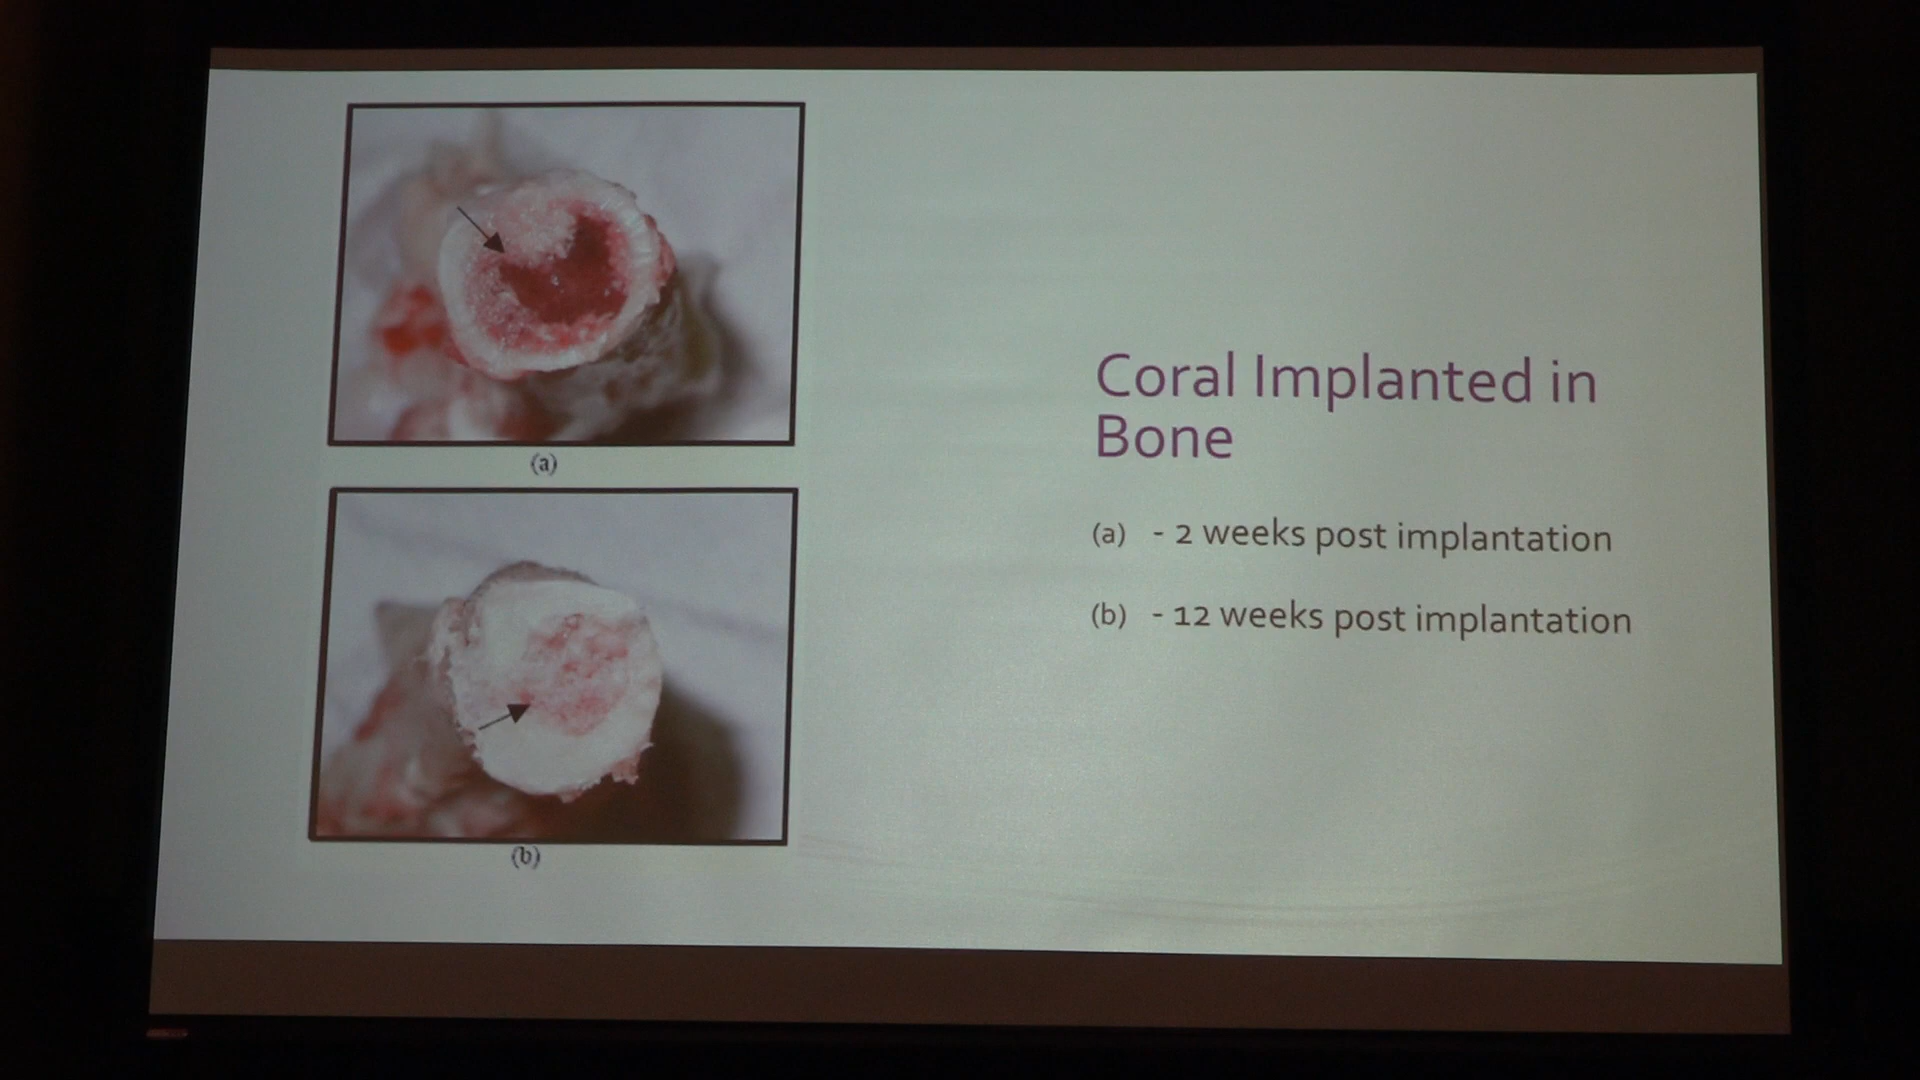 (a)
(b)
Coral Implanted in
Bone
(a) - 2 weeks post implantation
(b) - 12 weeks post implantation